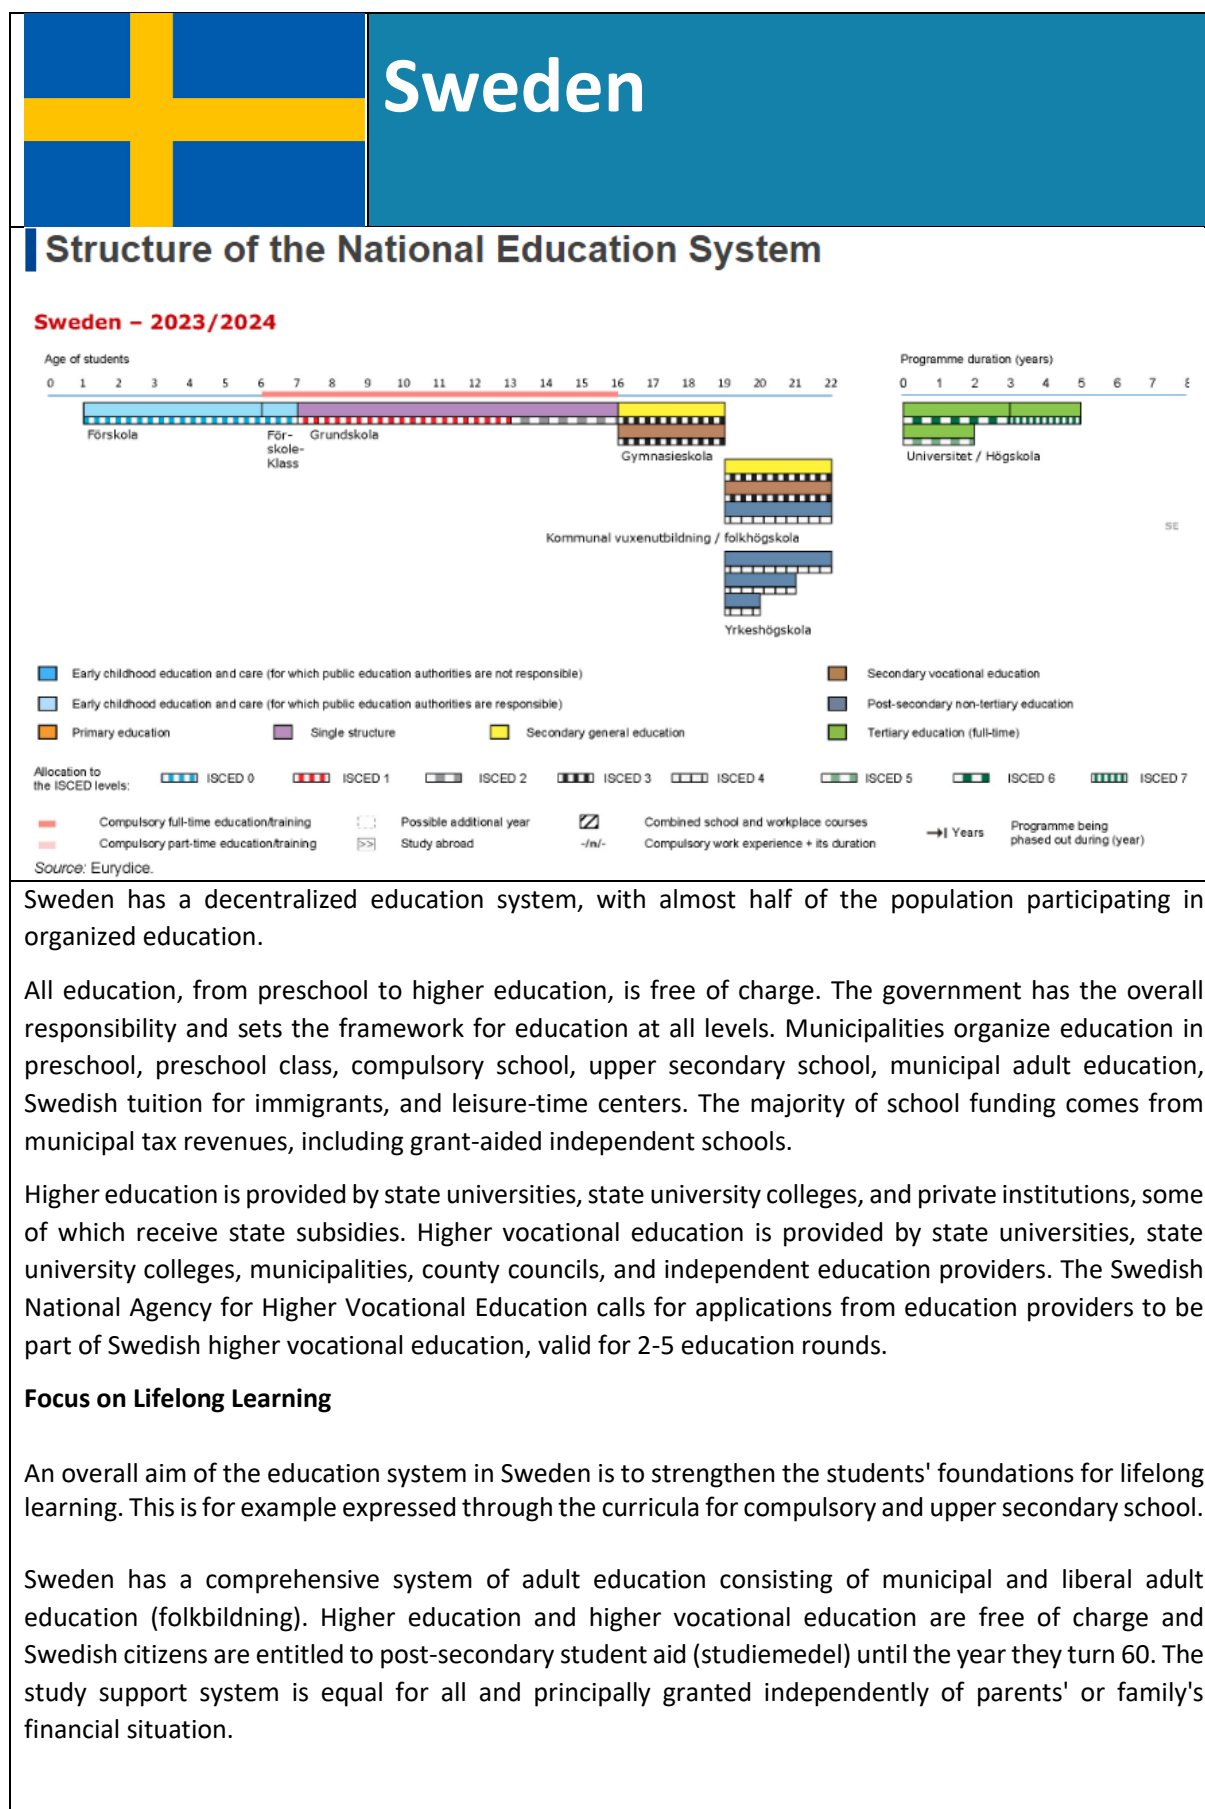 Sweden
Structure of the National Education System
Sweden – 2023/2024
Age of students
Programme duration (years)
0 1 2 3 4 5 6 7 8 9 10 11 12 13 14 15 16 17 18 19 20 21 22
0 1 2 3 4 5 6 7 8
Förskola
För-
skole-
Klass
Grundskola
Gymnasieskola
Universitet / Högskola
SE
Kommunal vuxenutbildning / folkhögskola
Yrkeshögskola
Early childhood education and care (for which public education authorities are not responsible)
Secondary vocational education
Early childhood education and care (for which public education authorities are responsible)
Post-secondary non-tertiary education
Primary education
Single structure
Secondary general education
Tertiary education (full-time)
Allocation to
the ISCED levels:
ISCED 0
ISCED 1
ISCED 2
ISCED 3
ISCED 4
ISCED 5
ISCED 6
ISCED 7
Compulsory full-time education/training
Possible additional year
Combined school and workplace courses
Years
Programme being
phased out during (year)
Compulsory part-time education/training
>>
Study abroad
-/n/-
Compulsory work experience + its duration
Source: Eurydice.
Sweden has a decentralized education system, with almost half of the population participating in
organized education.
All education, from preschool to higher education, is free of charge. The government has the overall
responsibility and sets the framework for education at all levels. Municipalities organize education in
preschool, preschool class, compulsory school, upper secondary school, municipal adult education,
Swedish tuition for immigrants, and leisure-time centers. The majority of school funding comes from
municipal tax revenues, including grant-aided independent schools.
Higher education is provided by state universities, state university colleges, and private institutions, some
of which receive state subsidies. Higher vocational education is provided by state universities, state
university colleges, municipalities, county councils, and independent education providers. The Swedish
National Agency for Higher Vocational Education calls for applications from education providers to be
part of Swedish higher vocational education, valid for 2-5 education rounds.
Focus on Lifelong Learning
An overall aim of the education system in Sweden is to strengthen the students' foundations for lifelong
learning. This is for example expressed through the curricula for compulsory and upper secondary school.
Sweden has a comprehensive system of adult education consisting of municipal and liberal adult
education (folkbildning). Higher education and higher vocational education are free of charge and
Swedish citizens are entitled to post-secondary student aid (studiemedel) until the year they turn 60. The
study support system is equal for all and principally granted independently of parents' or family's
financial situation.